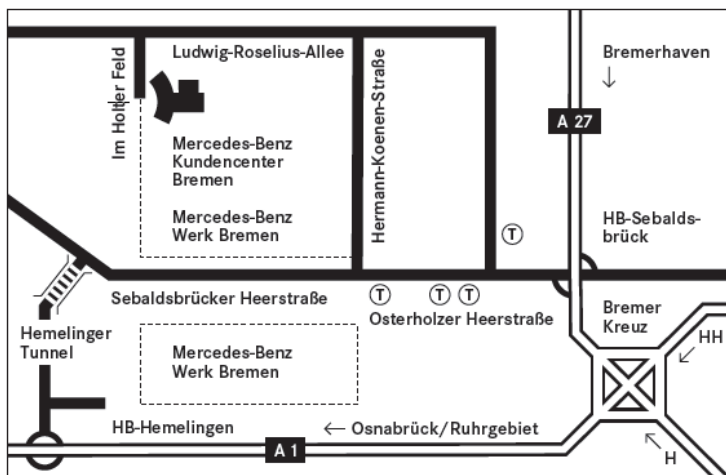 Ludwig-Roselius-Allee
Bremerhaven
↓
Im Holter Feld
Hermann-Koenen-Straße
A 27
Mercedes-Benz
Kundencenter
Bremen
Mercedes-Benz
Werk Bremen
HB-Sebalds-
brück
T
Sebaldsbrücker Heerstraße
T
T
T
Osterholzer Heerstraße
Bremer
Kreuz
Hemelinger
Tunnel
Mercedes-Benz
Werk Bremen
HH
↙
HB-Hemelingen
← Osnabrück/Ruhrgebiet
A 1
↖
H